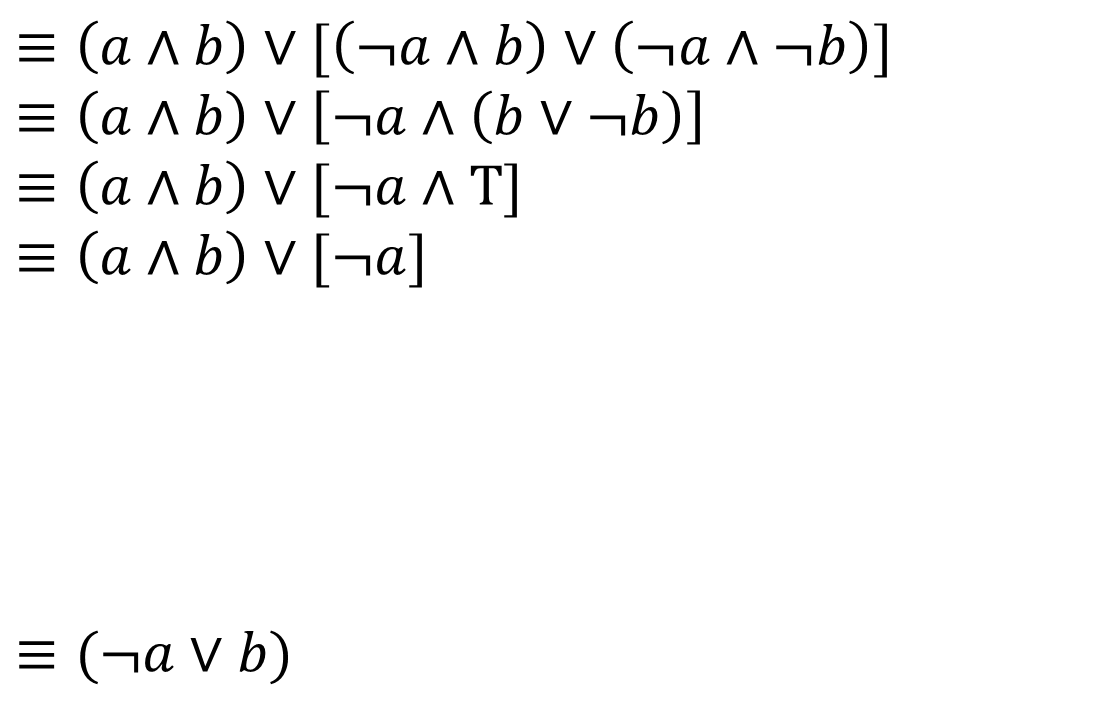 ≡ (a ∧ b) ∨ [(¬a ∧ b) ∨ (¬a ∧ ¬b)]
≡ (a ∧ b) ∨ [¬a ∧ (b ∨ ¬b)]
≡ (a ∧ b) ∨ [¬a ∧ T]
≡ (a ∧ b) ∨ [¬a]
≡ (¬a ∨ b)